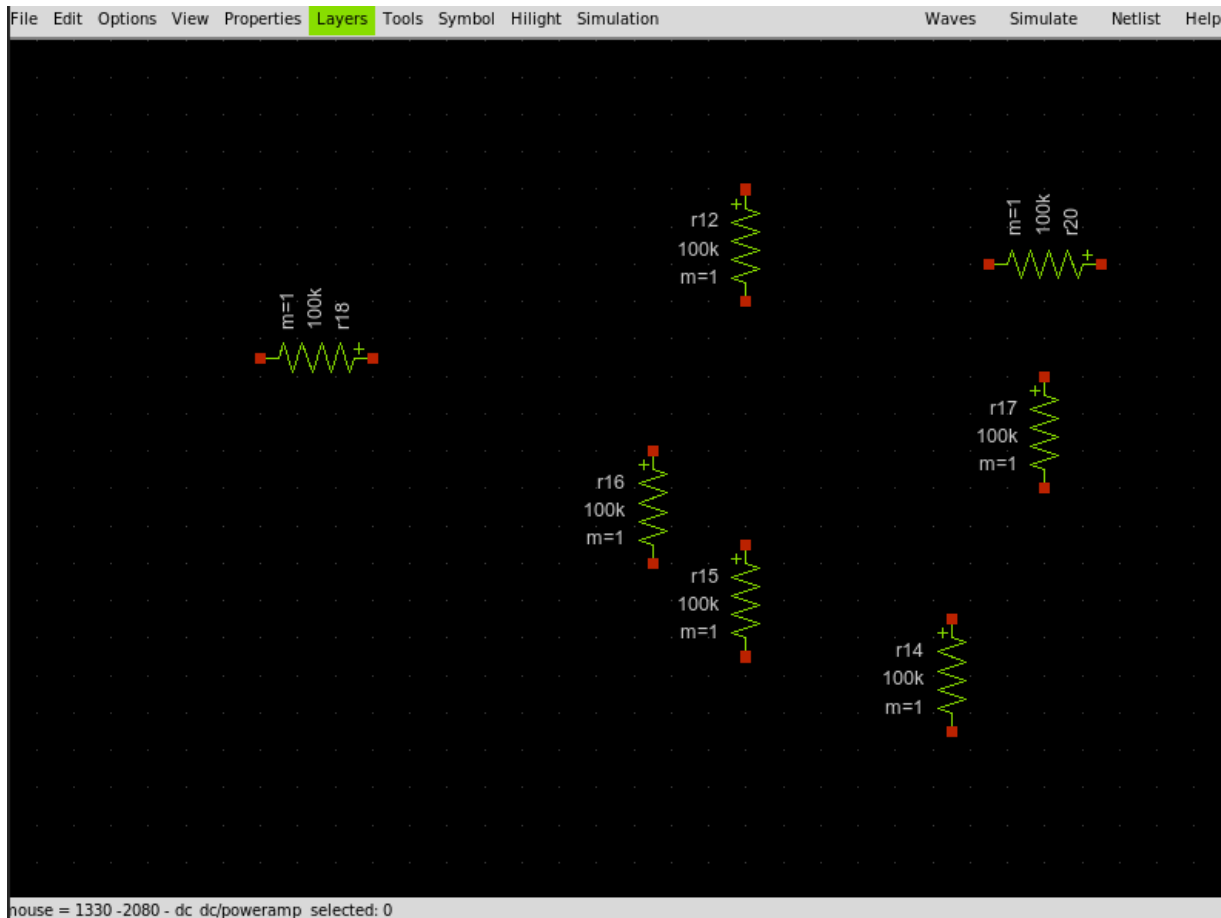 File Edit Options View Properties Layers Tools Symbol Hilight Simulation Waves Simulate Netlist Help
r12
100k
m=1
m=1
100k
r20
m=1
100k
r18
r17
100k
m=1
r16
100k
m=1
r15
100k
m=1
r14
100k
m=1
mouse = 1330 -2080 - dc_dc/poweramp selected: 0